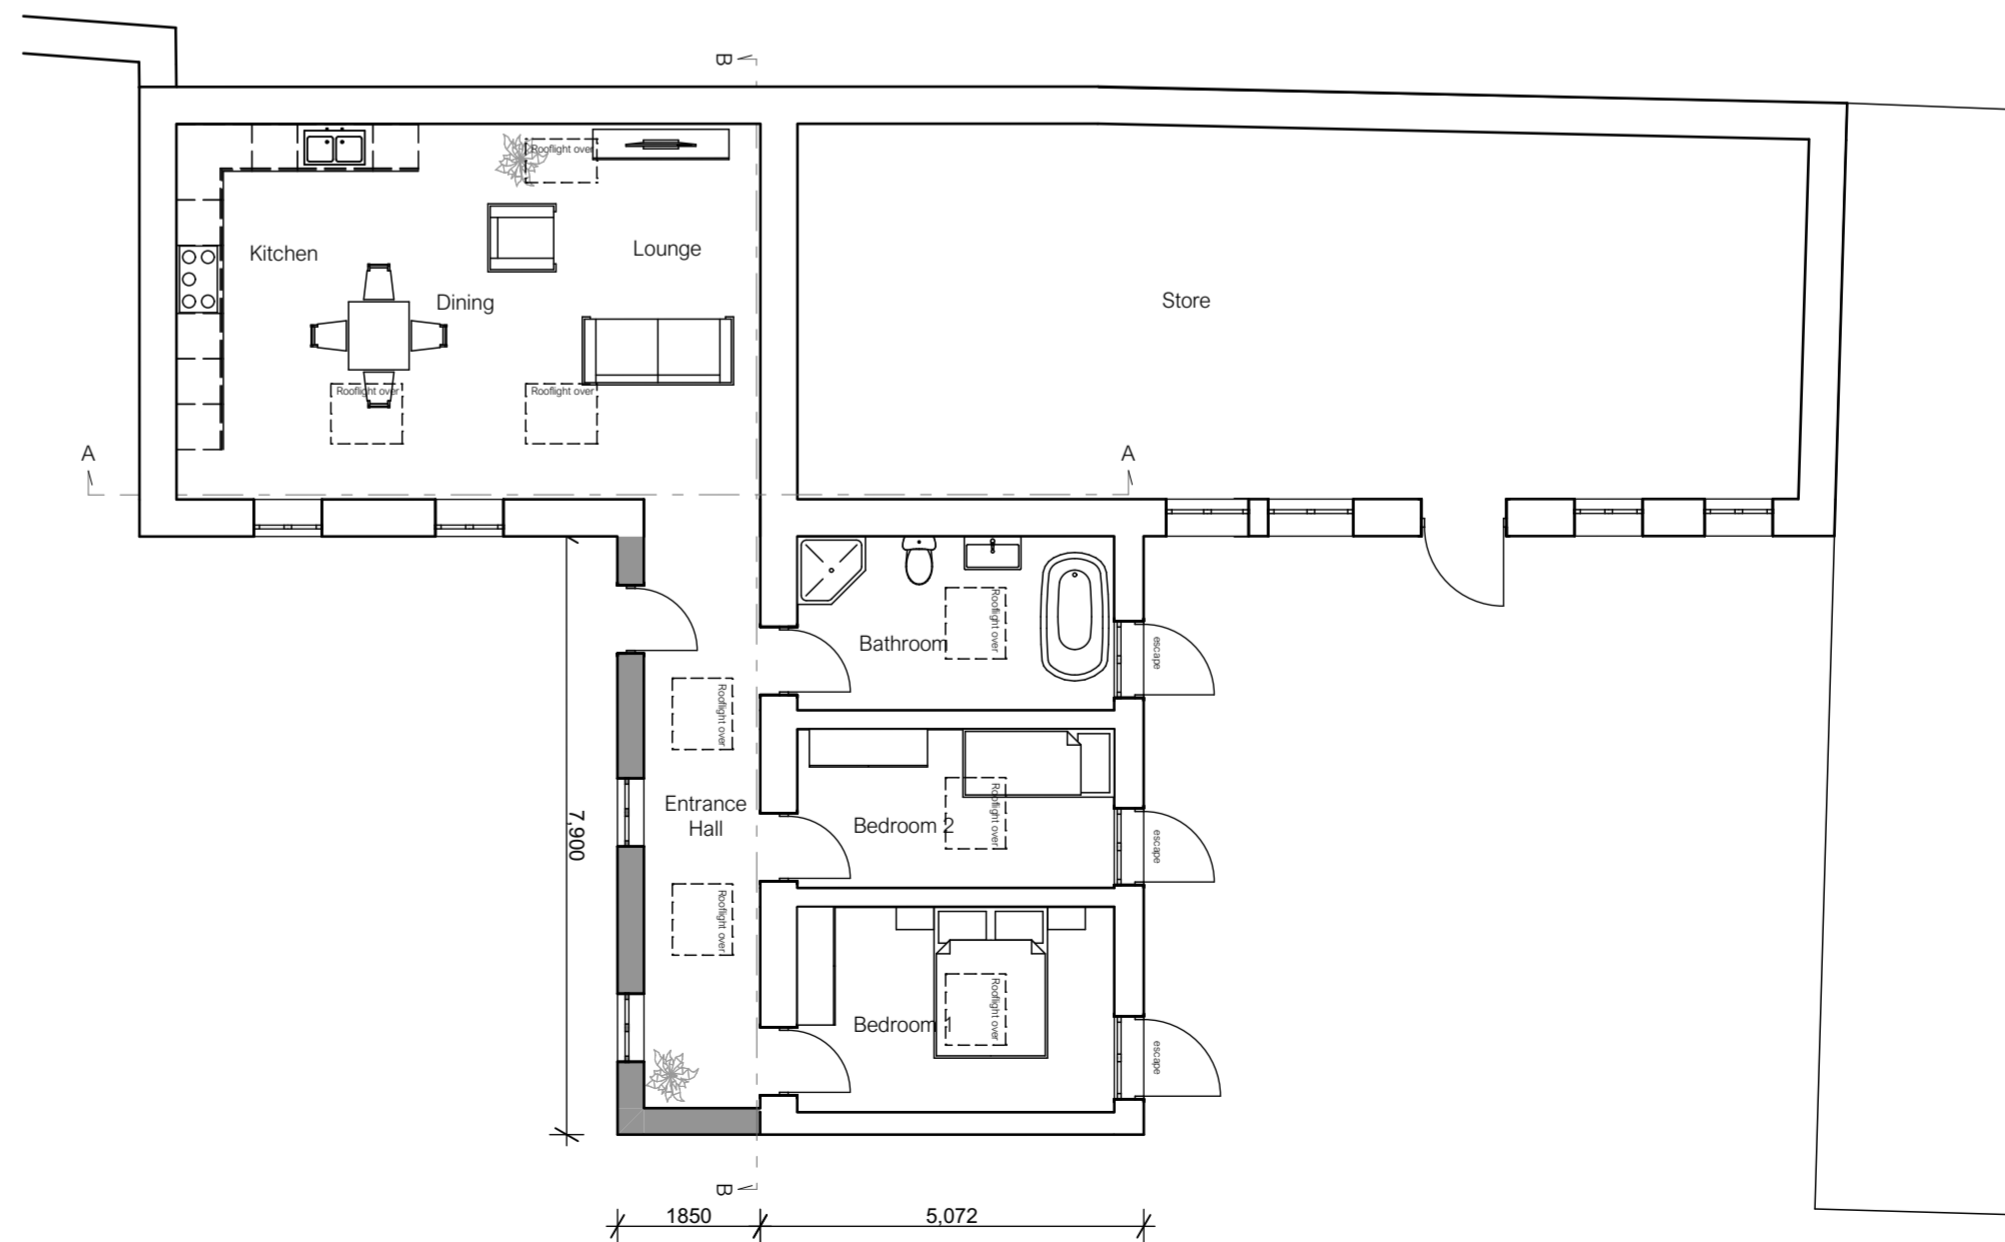 B
Rooflight over
Kitchen
Lounge
Dining
Store
Rooflight over
Rooflight over
A
A
Rooflight over
escape
Bathroom
Rooflight over
Entrance
Hall
7,900
Rooflight over
Bedroom 2
escape
Rooflight over
Rooflight over
Bedroom 1
escape
B
1850
5,072